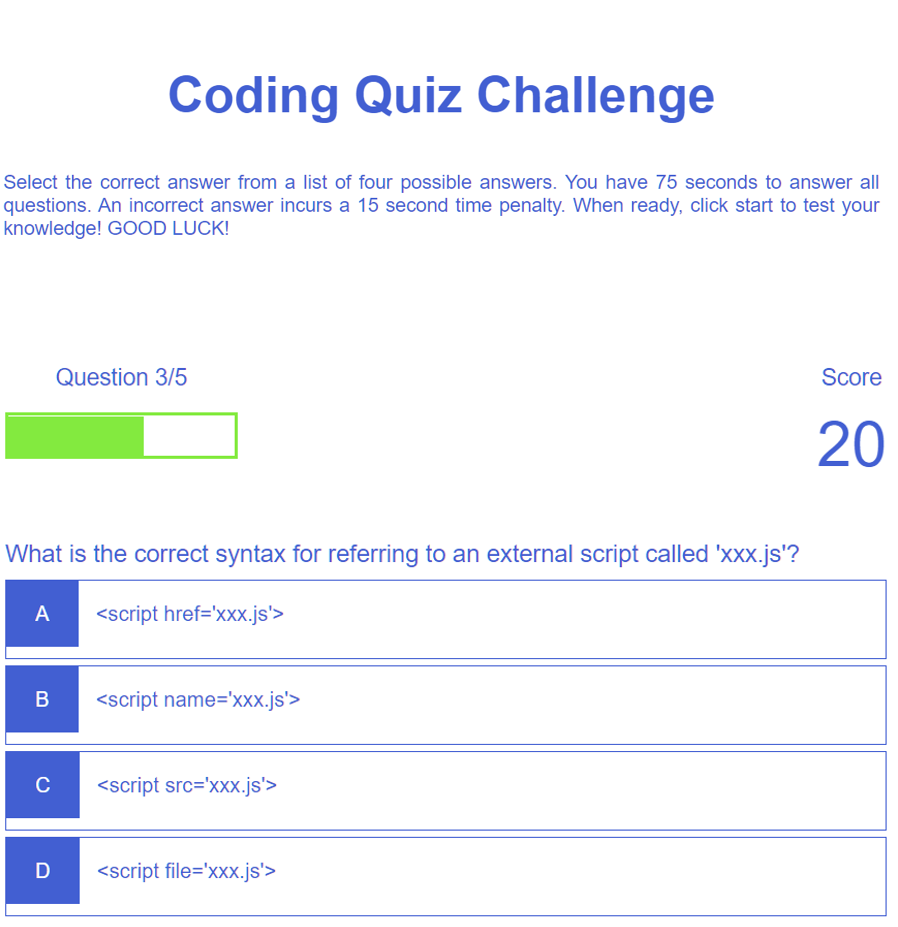 Coding Quiz Challenge
Select the correct answer from a list of four possible answers. You have 75 seconds to answer all
questions. An incorrect answer incurs a 15 second time penalty. When ready, click start to test your
knowledge! GOOD LUCK!
Question 3/5
Score
20
What is the correct syntax for referring to an external script called 'xxx.js'?
A <script href='xxx.js'>
B <script name='xxx.js'>
C <script src='xxx.js'>
D <script file='xxx.js'>